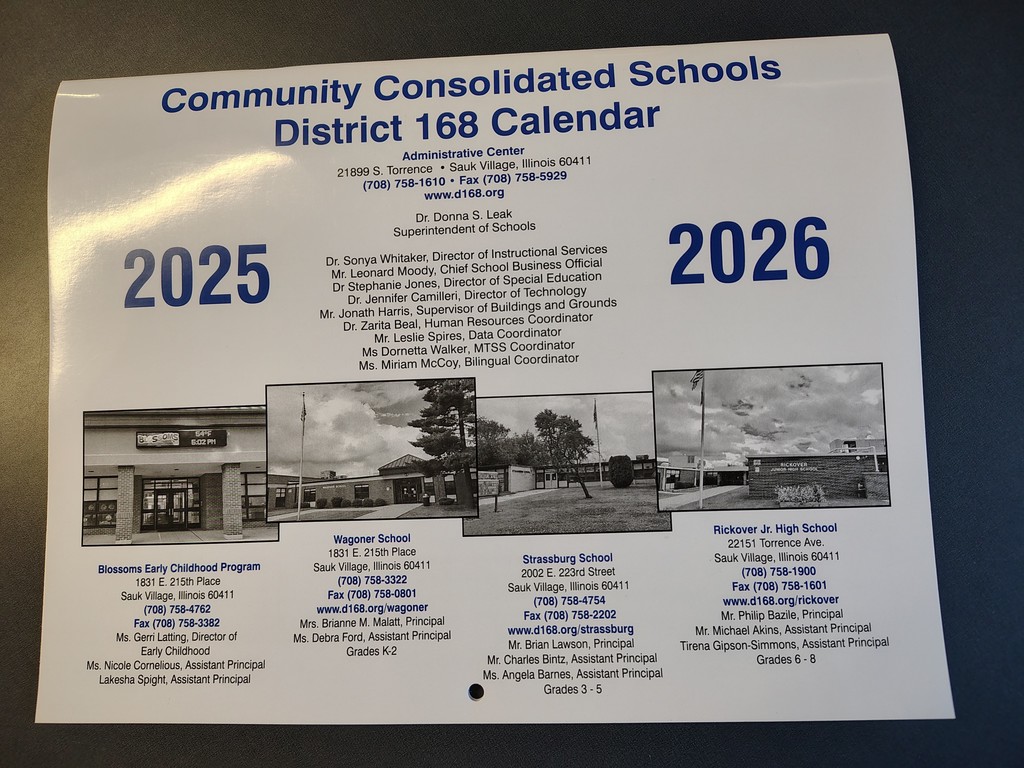 Community Consolidated Schools
District 168 Calendar
Administrative Center
21899 S. Torrence • Sauk Village, Illinois 60411
(708) 758-1610 • Fax (708) 758-5929
www.d168.org
Dr. Donna S. Leak
Superintendent of Schools
2025
2026
Dr. Sonya Whitaker, Director of Instructional Services
Mr. Leonard Moody, Chief School Business Official
Dr Stephanie Jones, Director of Special Education
Dr. Jennifer Camilleri, Director of Technology
Mr. Jonath Harris, Supervisor of Buildings and Grounds
Dr. Zarita Beal, Human Resources Coordinator
Mr. Leslie Spires, Data Coordinator
Ms Dornetta Walker, MTSS Coordinator
Ms. Miriam McCoy, Bilingual Coordinator
BLOSSOMS
64°F
5:02 PM
RICKOVER
JUNIOR HIGH SCHOOL
Blossoms Early Childhood Program
1831 E. 215th Place
Sauk Village, Illinois 60411
(708) 758-4762
Fax (708) 758-3382
Ms. Gerri Latting, Director of
Early Childhood
Ms. Nicole Cornelious, Assistant Principal
Lakesha Spight, Assistant Principal
Wagoner School
1831 E. 215th Place
Sauk Village, Illinois 60411
(708) 758-3322
Fax (708) 758-0801
www.d168.org/wagoner
Mrs. Brianne M. Malatt, Principal
Ms. Debra Ford, Assistant Principal
Grades K-2
Strassburg School
2002 E. 223rd Street
Sauk Village, Illinois 60411
(708) 758-4754
Fax (708) 758-2202
www.d168.org/strassburg
Mr. Brian Lawson, Principal
Mr. Charles Bintz, Assistant Principal
Ms. Angela Barnes, Assistant Principal
Grades 3 - 5
Rickover Jr. High School
22151 Torrence Ave.
Sauk Village, Illinois 60411
(708) 758-1900
Fax (708) 758-1601
www.d168.org/rickover
Mr. Philip Bazile, Principal
Mr. Michael Akins, Assistant Principal
Tirena Gipson-Simmons, Assistant Principal
Grades 6 - 8